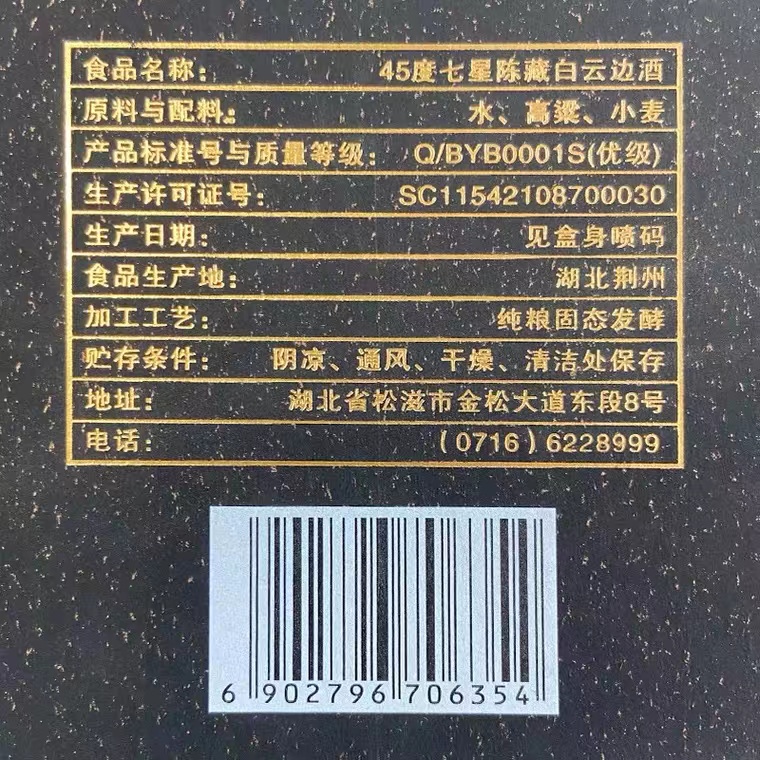 食品名称： 45度七星陈藏白云边酒
原料与配料： 水、高粱、小麦
产品标准号与质量等级： Q/BYB0001S(优级)
生产许可证号： SC11542108700030
生产日期： 见盒身喷码
食品生产地： 湖北荆州
加工工艺： 纯粮固态发酵
贮存条件： 阴凉、通风、干燥、清洁处保存
地址： 湖北省松滋市金松大道东段8号
电话： （0716）6228999
6 902796 706354